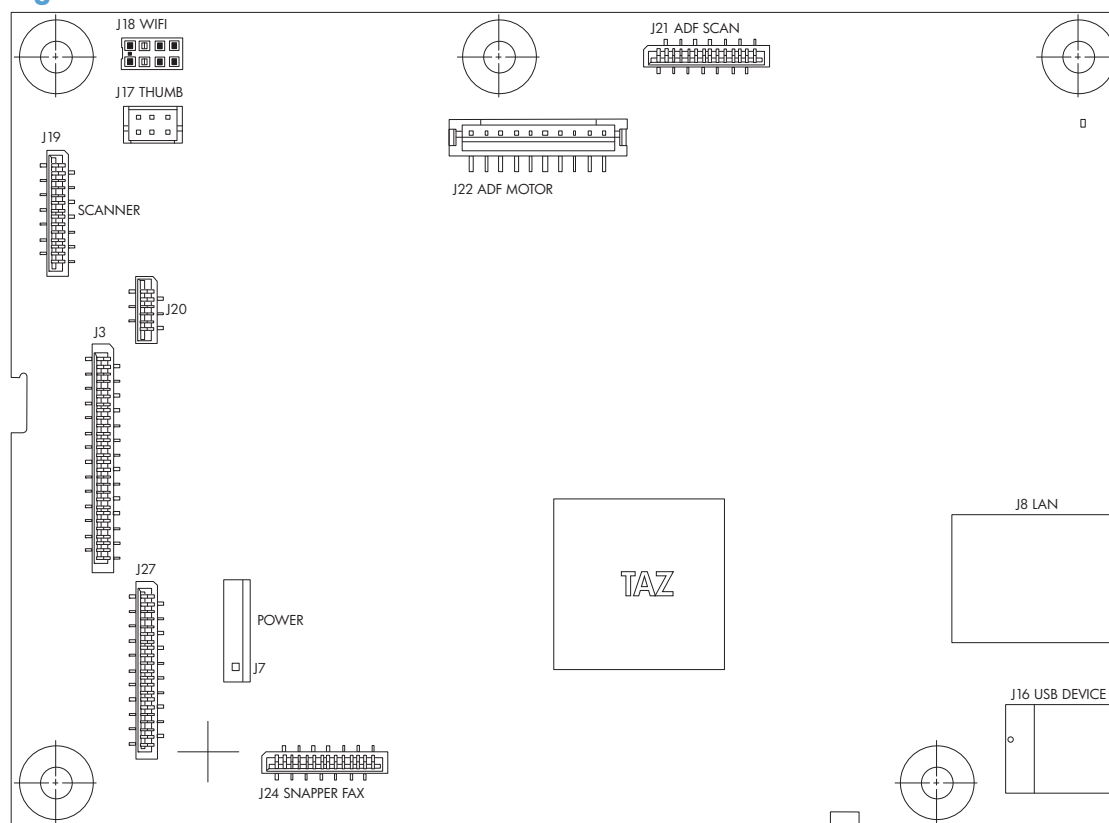 J18 WIFI
J21 ADF SCAN
J17 THUMB
J19
J22 ADF MOTOR
SCANNER
J20
J3
J8 LAN
J27
TAZ
POWER
J7
J16 USB DEVICE
J24 SNAPPER FAX